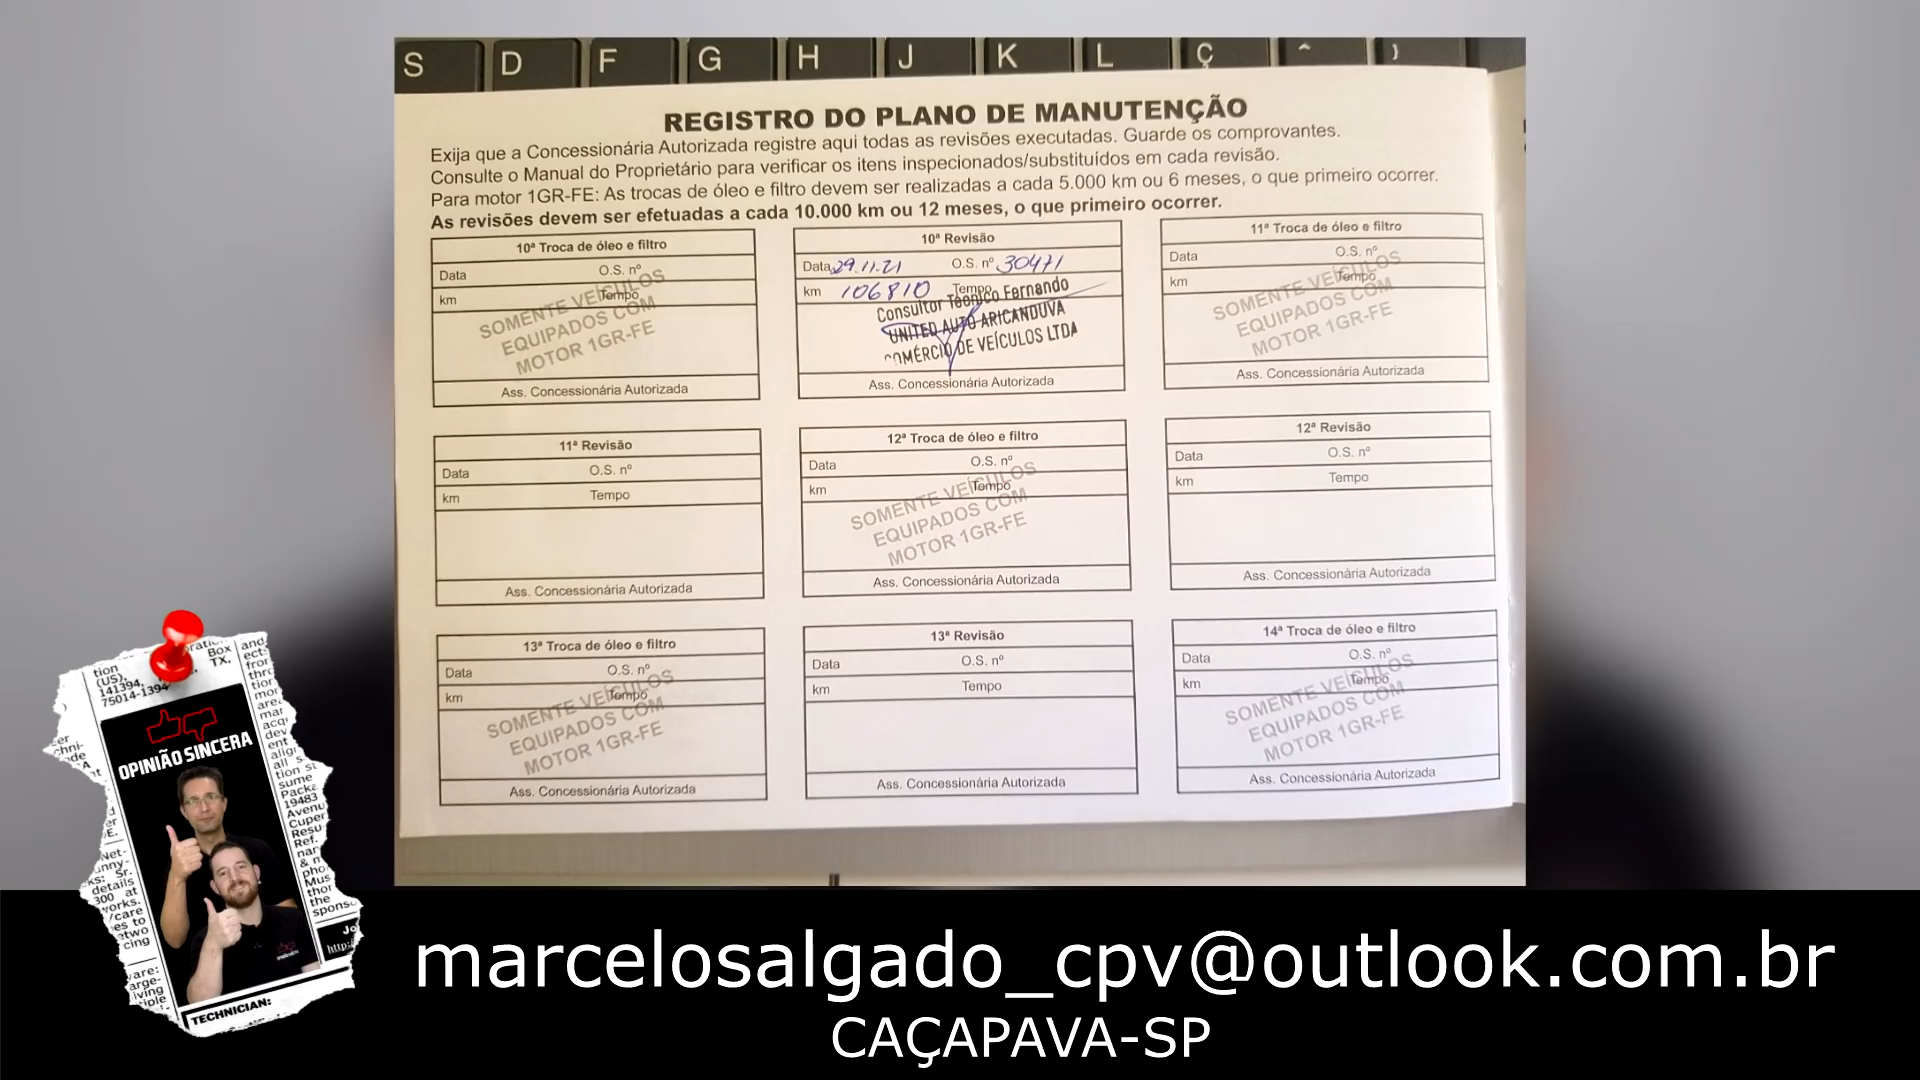 S D F G H J K L Ç ^ )
REGISTRO DO PLANO DE MANUTENÇÃO
Exija que a Concessionária Autorizada registre aqui todas as revisões executadas. Guarde os comprovantes.
Consulte o Manual do Proprietário para verificar os itens inspecionados/substituídos em cada revisão.
Para motor 1GR-FE: As trocas de óleo e filtro devem ser realizadas a cada 5.000 km ou 6 meses, o que primeiro ocorrer.
As revisões devem ser efetuadas a cada 10.000 km ou 12 meses, o que primeiro ocorrer.
10ª Troca de óleo e filtro
Data O.S. nº
km Tempo
SOMENTE VEÍCULOS
EQUIPADOS COM
MOTOR 1GR-FE
Ass. Concessionária Autorizada
10ª Revisão
Data 29.11.21 O.S. nº 30471
km 106810 Tempo
Consultor Técnico Fernando
UNITED AUTO ARICANDUVA
COMÉRCIO DE VEÍCULOS LTDA
Ass. Concessionária Autorizada
11ª Troca de óleo e filtro
Data O.S. nº
km Tempo
SOMENTE VEÍCULOS
EQUIPADOS COM
MOTOR 1GR-FE
Ass. Concessionária Autorizada
11ª Revisão
Data O.S. nº
km Tempo
Ass. Concessionária Autorizada
12ª Troca de óleo e filtro
Data O.S. nº
km Tempo
SOMENTE VEÍCULOS
EQUIPADOS COM
MOTOR 1GR-FE
Ass. Concessionária Autorizada
12ª Revisão
Data O.S. nº
km Tempo
Ass. Concessionária Autorizada
13ª Troca de óleo e filtro
Data O.S. nº
km Tempo
SOMENTE VEÍCULOS
EQUIPADOS COM
MOTOR 1GR-FE
Ass. Concessionária Autorizada
13ª Revisão
Data O.S. nº
km Tempo
Ass. Concessionária Autorizada
14ª Troca de óleo e filtro
Data O.S. nº
km Tempo
SOMENTE VEÍCULOS
EQUIPADOS COM
MOTOR 1GR-FE
Ass. Concessionária Autorizada
Box
TX,
(US),
141394,
75014-1394
OPINIÃO SINCERA
TECHNICIAN:
marcelosalgado_cpv@outlook.com.br
CAÇAPAVA-SP